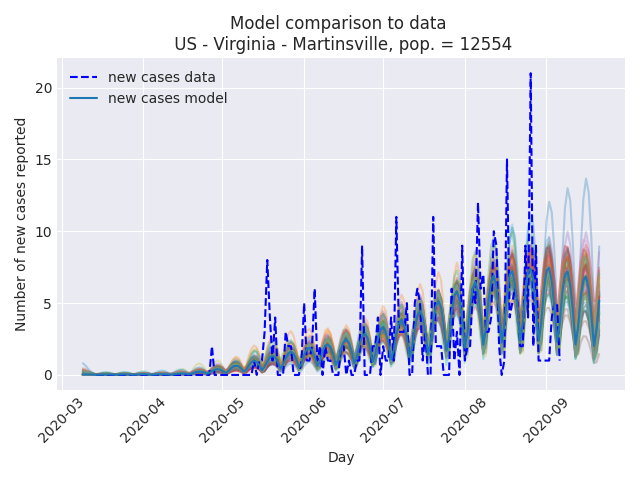 Model comparison to data
US - Virginia - Martinsville, pop. = 12554
new cases data
new cases model
Number of new cases reported
20
15
10
5
0
2020-03
2020-04
2020-05
2020-06
2020-07
2020-08
2020-09
Day